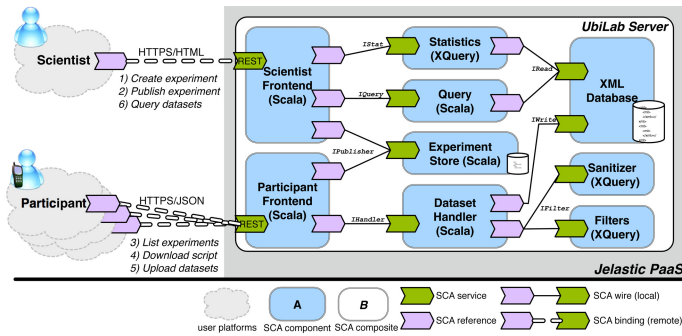 UbiLab Server
HTTPS/HTML
Scientist
REST
1) Create experiment
2) Publish experiment
6) Query datasets
Scientist
Frontend
(Scala)
IStat
Statistics
(XQuery)
IRead
XML
Database
IQuery
Query
(Scala)
IWrite
IPublisher
Experiment
Store (Scala)
Participant
HTTPS/JSON
REST
3) List experiments
4) Download script
5) Upload datasets
Participant
Frontend
(Scala)
IHandler
Dataset
Handler
(Scala)
IFilter
Sanitizer
(XQuery)
Filters
(XQuery)
Jelastic PaaS
user platforms
A
SCA component
B
SCA composite
SCA service
SCA reference
SCA wire (local)
SCA binding (remote)